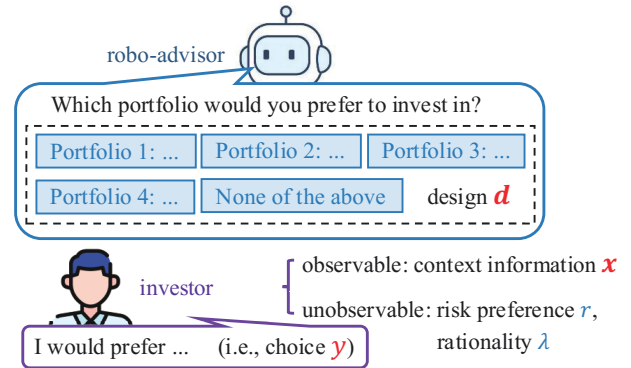 robo-advisor
Which portfolio would you prefer to invest in?
Portfolio 1: ... Portfolio 2: ... Portfolio 3: ...
Portfolio 4: ... None of the above design d
investor
observable: context information x
unobservable: risk preference r,
rationality λ
I would prefer ... (i.e., choice y)